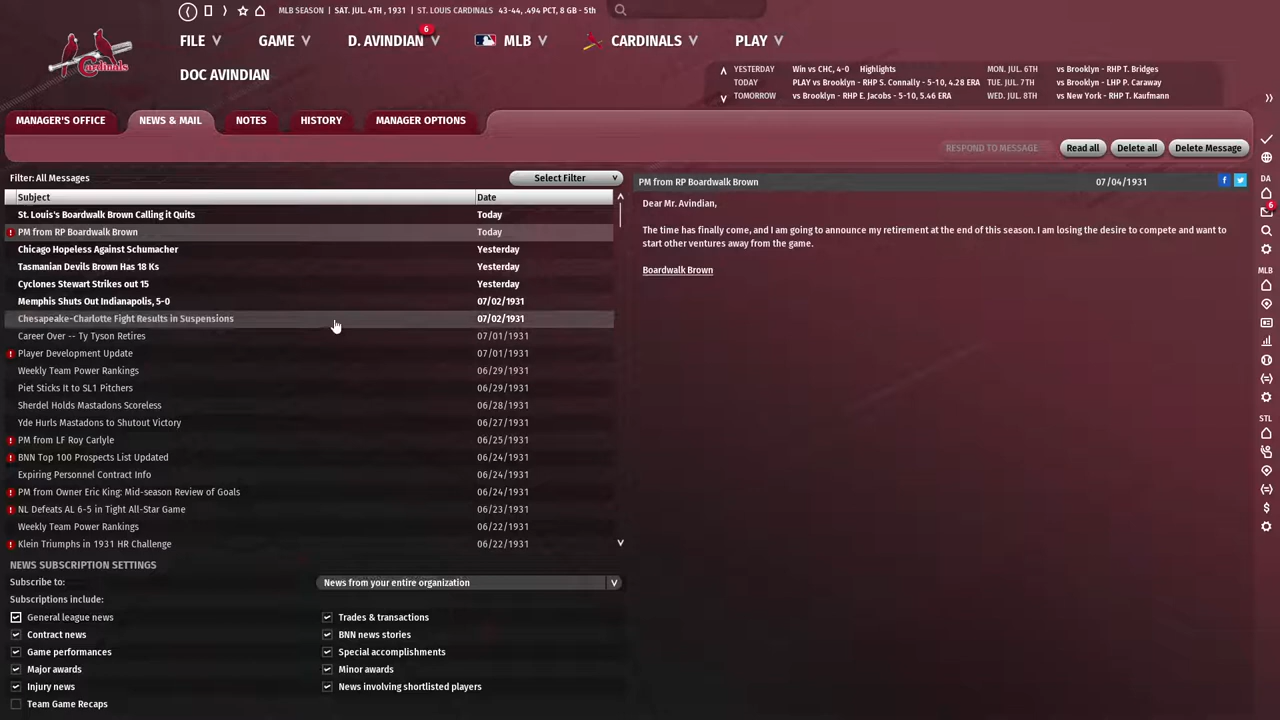 MLB SEASON | SAT. JUL. 4TH , 1931 | ST. LOUIS CARDINALS 43-44, .494 PCT, 8 GB - 5th
FILE GAME D. AVINDIAN 6 MLB CARDINALS PLAY
Cardinals
DOC AVINDIAN
YESTERDAY Win vs CHC, 4-0 Highlights MON. JUL. 6TH vs Brooklyn - RHP T. Bridges
TODAY PLAY vs Brooklyn - RHP S. Connally - 5-10, 4.28 ERA TUE. JUL. 7TH vs Brooklyn - LHP P. Caraway
TOMORROW vs Brooklyn - RHP E. Jacobs - 5-10, 5.46 ERA WED. JUL. 8TH vs New York - RHP T. Kaufmann
MANAGER'S OFFICE NEWS & MAIL NOTES HISTORY MANAGER OPTIONS
RESPOND TO MESSAGE Read all Delete all Delete Message
Filter: All Messages Select Filter
Subject Date
St. Louis's Boardwalk Brown Calling it Quits Today
PM from RP Boardwalk Brown Today
Chicago Hopeless Against Schumacher Yesterday
Tasmanian Devils Brown Has 18 Ks Yesterday
Cyclones Stewart Strikes out 15 Yesterday
Memphis Shuts Out Indianapolis, 5-0 07/02/1931
Chesapeake-Charlotte Fight Results in Suspensions 07/02/1931
Career Over -- Ty Tyson Retires 07/01/1931
Player Development Update 07/01/1931
Weekly Team Power Rankings 06/29/1931
Piet Sticks It to SL1 Pitchers 06/29/1931
Sherdel Holds Mastadons Scoreless 06/28/1931
Yde Hurls Mastadons to Shutout Victory 06/27/1931
PM from LF Roy Carlyle 06/25/1931
BNN Top 100 Prospects List Updated 06/24/1931
Expiring Personnel Contract Info 06/24/1931
PM from Owner Eric King: Mid-season Review of Goals 06/24/1931
NL Defeats AL 6-5 in Tight All-Star Game 06/23/1931
Weekly Team Power Rankings 06/22/1931
Klein Triumphs in 1931 HR Challenge 06/22/1931
NEWS SUBSCRIPTION SETTINGS
Subscribe to: News from your entire organization
Subscriptions include:
General league news Trades & transactions
Contract news BNN news stories
Game performances Special accomplishments
Major awards Minor awards
Injury news News involving shortlisted players
Team Game Recaps
PM from RP Boardwalk Brown 07/04/1931
Dear Mr. Avindian,
The time has finally come, and I am going to announce my retirement at the end of this season. I am losing the desire to compete and want to
start other ventures away from the game.
Boardwalk Brown
DA
6
MLB
STL